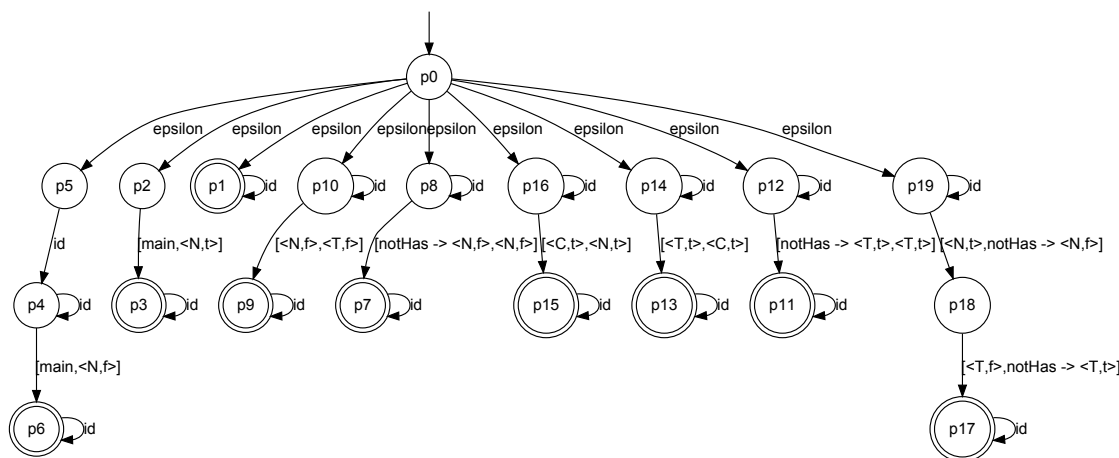 p0
epsilon epsilon epsilon epsilon epsilon epsilon epsilon epsilon epsilon
p5 p2 p1 id p10 id p8 id p16 id p14 id p12 id p19 id
id [main,<N,t>] [<N,f>,<T,f>] [notHas -> <N,f>,<N,f>] [<C,t>,<N,t>] [<T,t>,<C,t>] [notHas -> <T,t>,<T,t>] [<N,t>,notHas -> <N,f>]
p4 id p3 id p9 id p7 id p15 id p13 id p11 id p18
[main,<N,f>] [<T,f>,notHas -> <T,t>]
p6 id p17 id